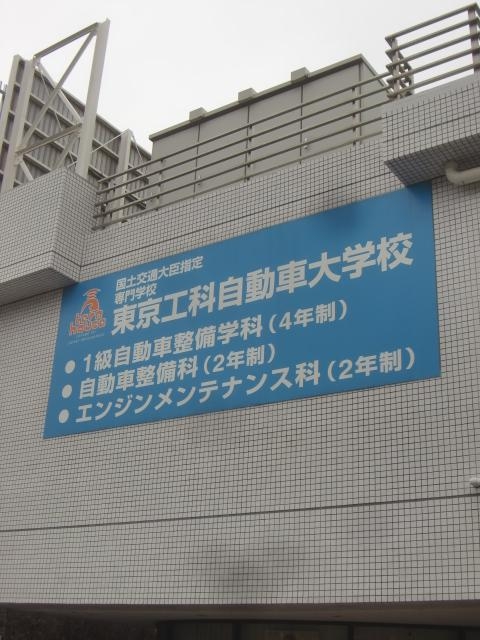 国土交通大臣指定
専門学校
東京工科自動車大学校
● 1級自動車整備学科（4年制）
● 自動車整備科（2年制）
● エンジンメンテナンス科（2年制）